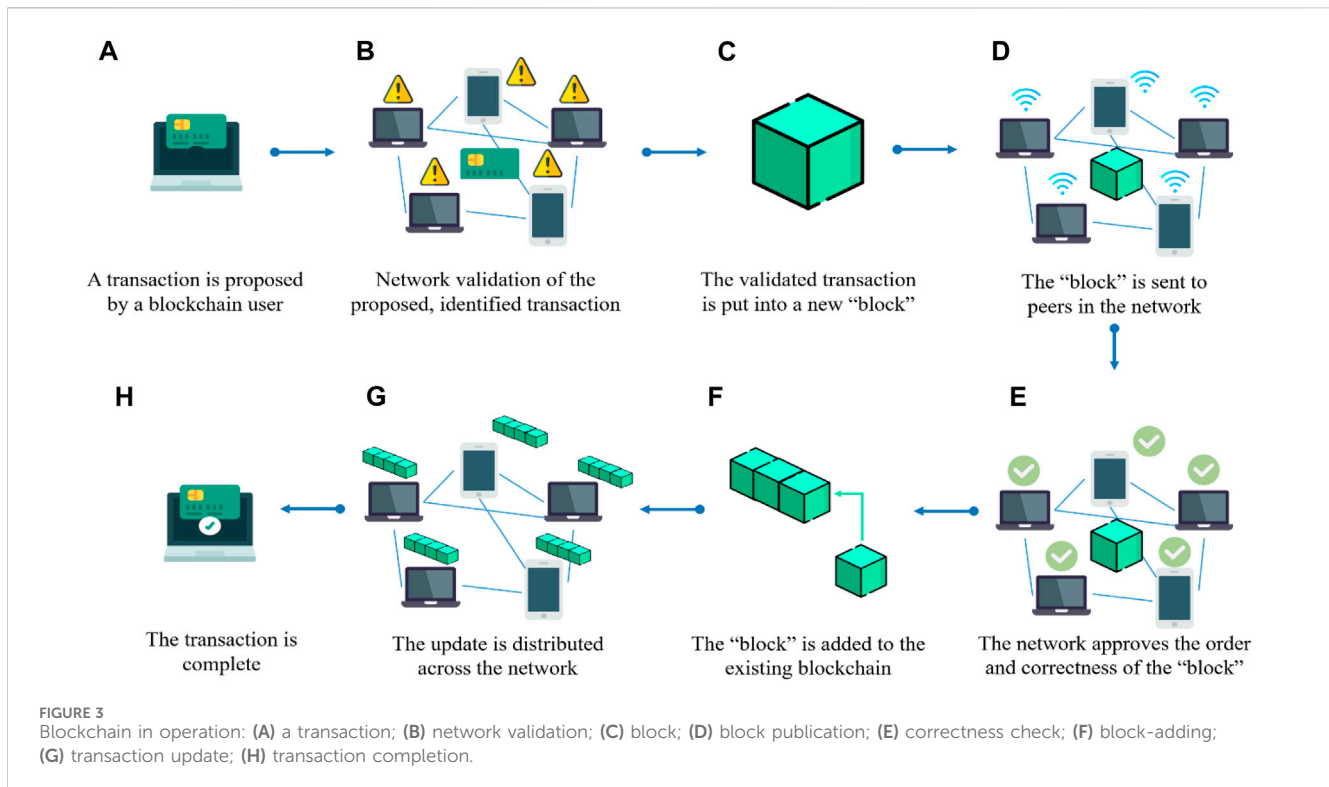 A
B
C
D
A transaction is proposed
by a blockchain user
Network validation of the
proposed, identified transaction
The validated transaction
is put into a new “block”
The “block” is sent to
peers in the network
H
G
F
E
The transaction is
complete
The update is distributed
across the network
The “block” is added to the
existing blockchain
The network approves the order
and correctness of the “block”
FIGURE 3
Blockchain in operation: (A) a transaction; (B) network validation; (C) block; (D) block publication; (E) correctness check; (F) block-adding;
(G) transaction update; (H) transaction completion.